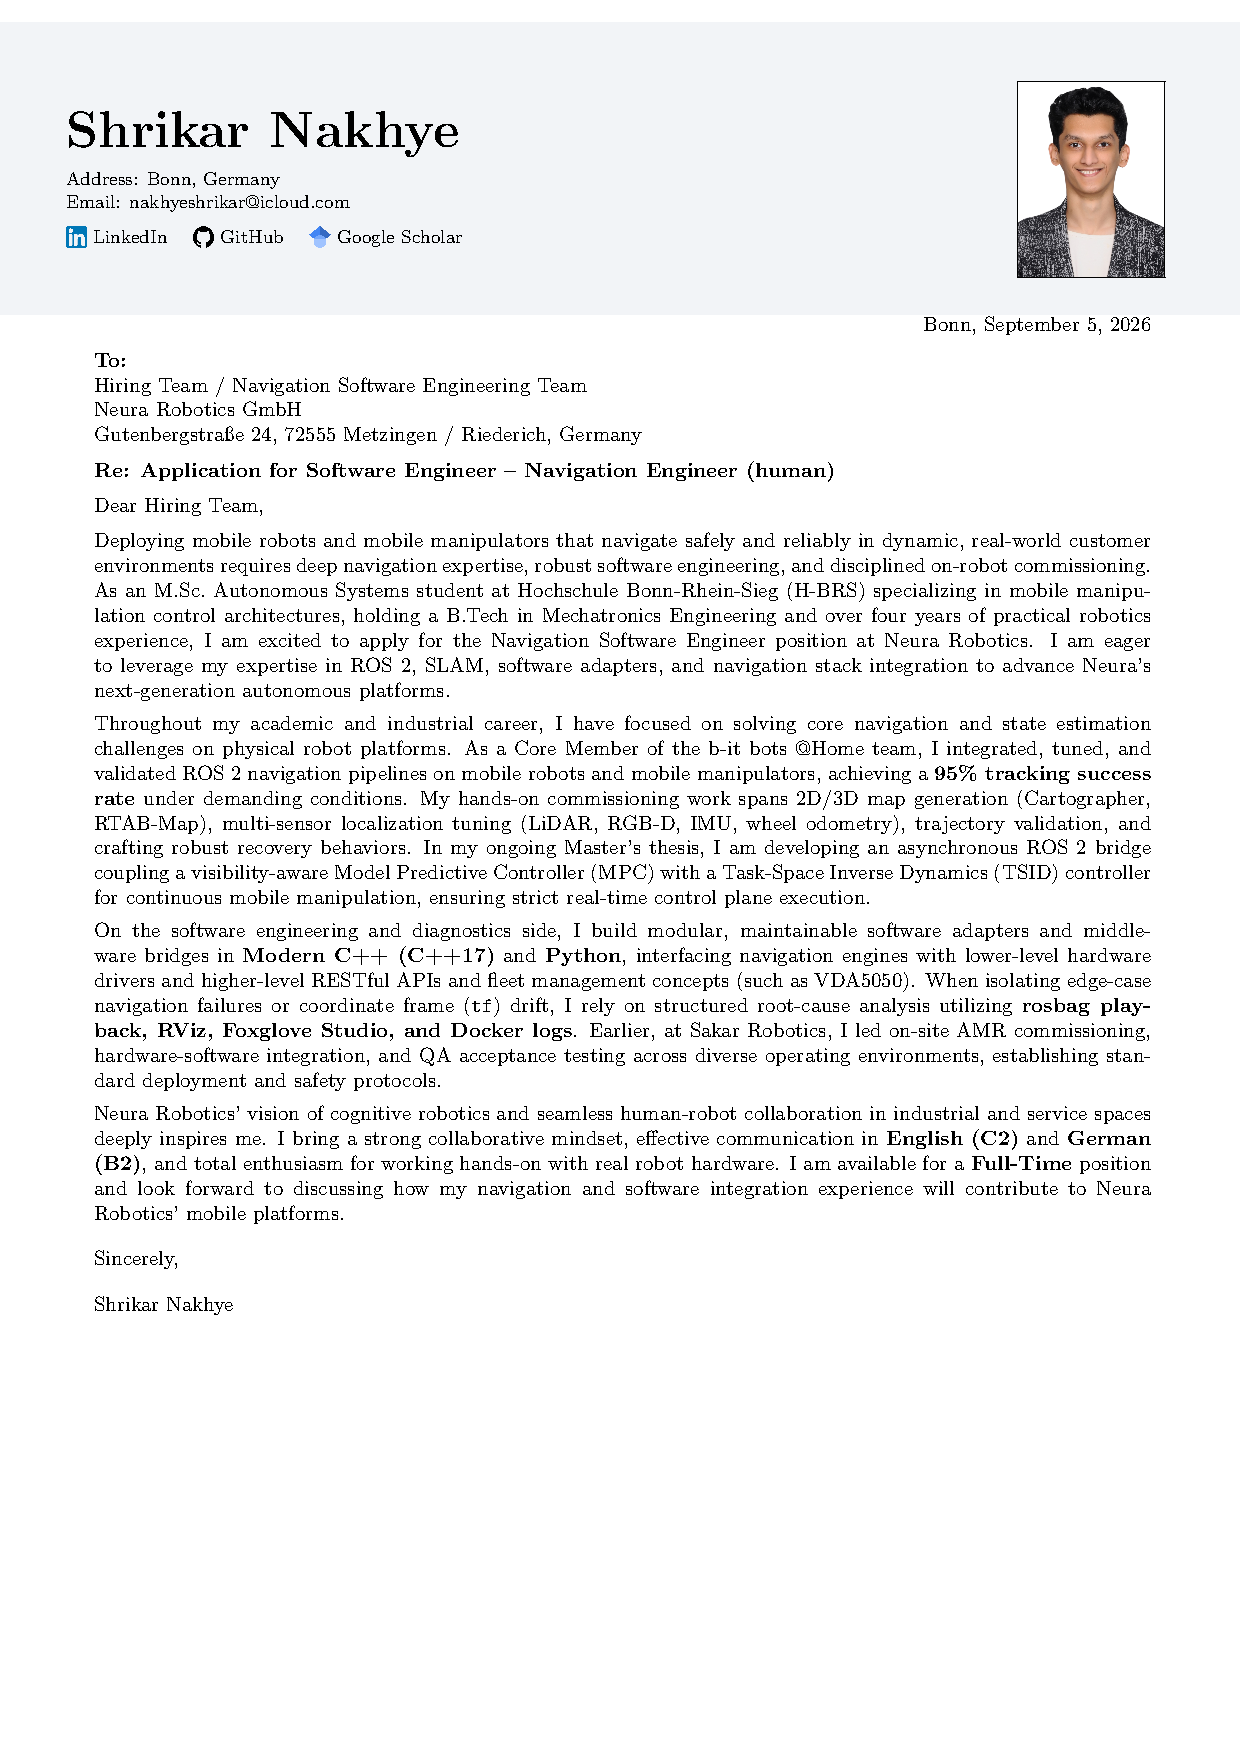 Shrikar Nakhye
Address: Bonn, Germany
Email: nakhyeshrikar@icloud.com
LinkedIn GitHub Google Scholar
Bonn, September 5, 2026
To:
Hiring Team / Navigation Software Engineering Team
Neura Robotics GmbH
Gutenbergstraße 24, 72555 Metzingen / Riederich, Germany
Re: Application for Software Engineer – Navigation Engineer (human)
Dear Hiring Team,
Deploying mobile robots and mobile manipulators that navigate safely and reliably in dynamic, real-world customer
environments requires deep navigation expertise, robust software engineering, and disciplined on-robot commissioning.
As an M.Sc. Autonomous Systems student at Hochschule Bonn-Rhein-Sieg (H-BRS) specializing in mobile manipu-
lation control architectures, holding a B.Tech in Mechatronics Engineering and over four years of practical robotics
experience, I am excited to apply for the Navigation Software Engineer position at Neura Robotics. I am eager
to leverage my expertise in ROS 2, SLAM, software adapters, and navigation stack integration to advance Neura's
next-generation autonomous platforms.
Throughout my academic and industrial career, I have focused on solving core navigation and state estimation
challenges on physical robot platforms. As a Core Member of the b-it bots @Home team, I integrated, tuned, and
validated ROS 2 navigation pipelines on mobile robots and mobile manipulators, achieving a 95% tracking success
rate under demanding conditions. My hands-on commissioning work spans 2D/3D map generation (Cartographer,
RTAB-Map), multi-sensor localization tuning (LiDAR, RGB-D, IMU, wheel odometry), trajectory validation, and
crafting robust recovery behaviors. In my ongoing Master's thesis, I am developing an asynchronous ROS 2 bridge
coupling a visibility-aware Model Predictive Controller (MPC) with a Task-Space Inverse Dynamics (TSID) controller
for continuous mobile manipulation, ensuring strict real-time control plane execution.
On the software engineering and diagnostics side, I build modular, maintainable software adapters and middle-
ware bridges in Modern C++ (C++17) and Python, interfacing navigation engines with lower-level hardware
drivers and higher-level RESTful APIs and fleet management concepts (such as VDA5050). When isolating edge-case
navigation failures or coordinate frame (tf) drift, I rely on structured root-cause analysis utilizing rosbag play-
back, RViz, Foxglove Studio, and Docker logs. Earlier, at Sakar Robotics, I led on-site AMR commissioning,
hardware-software integration, and QA acceptance testing across diverse operating environments, establishing stan-
dard deployment and safety protocols.
Neura Robotics' vision of cognitive robotics and seamless human-robot collaboration in industrial and service spaces
deeply inspires me. I bring a strong collaborative mindset, effective communication in English (C2) and German
(B2), and total enthusiasm for working hands-on with real robot hardware. I am available for a Full-Time position
and look forward to discussing how my navigation and software integration experience will contribute to Neura
Robotics' mobile platforms.
Sincerely,
Shrikar Nakhye